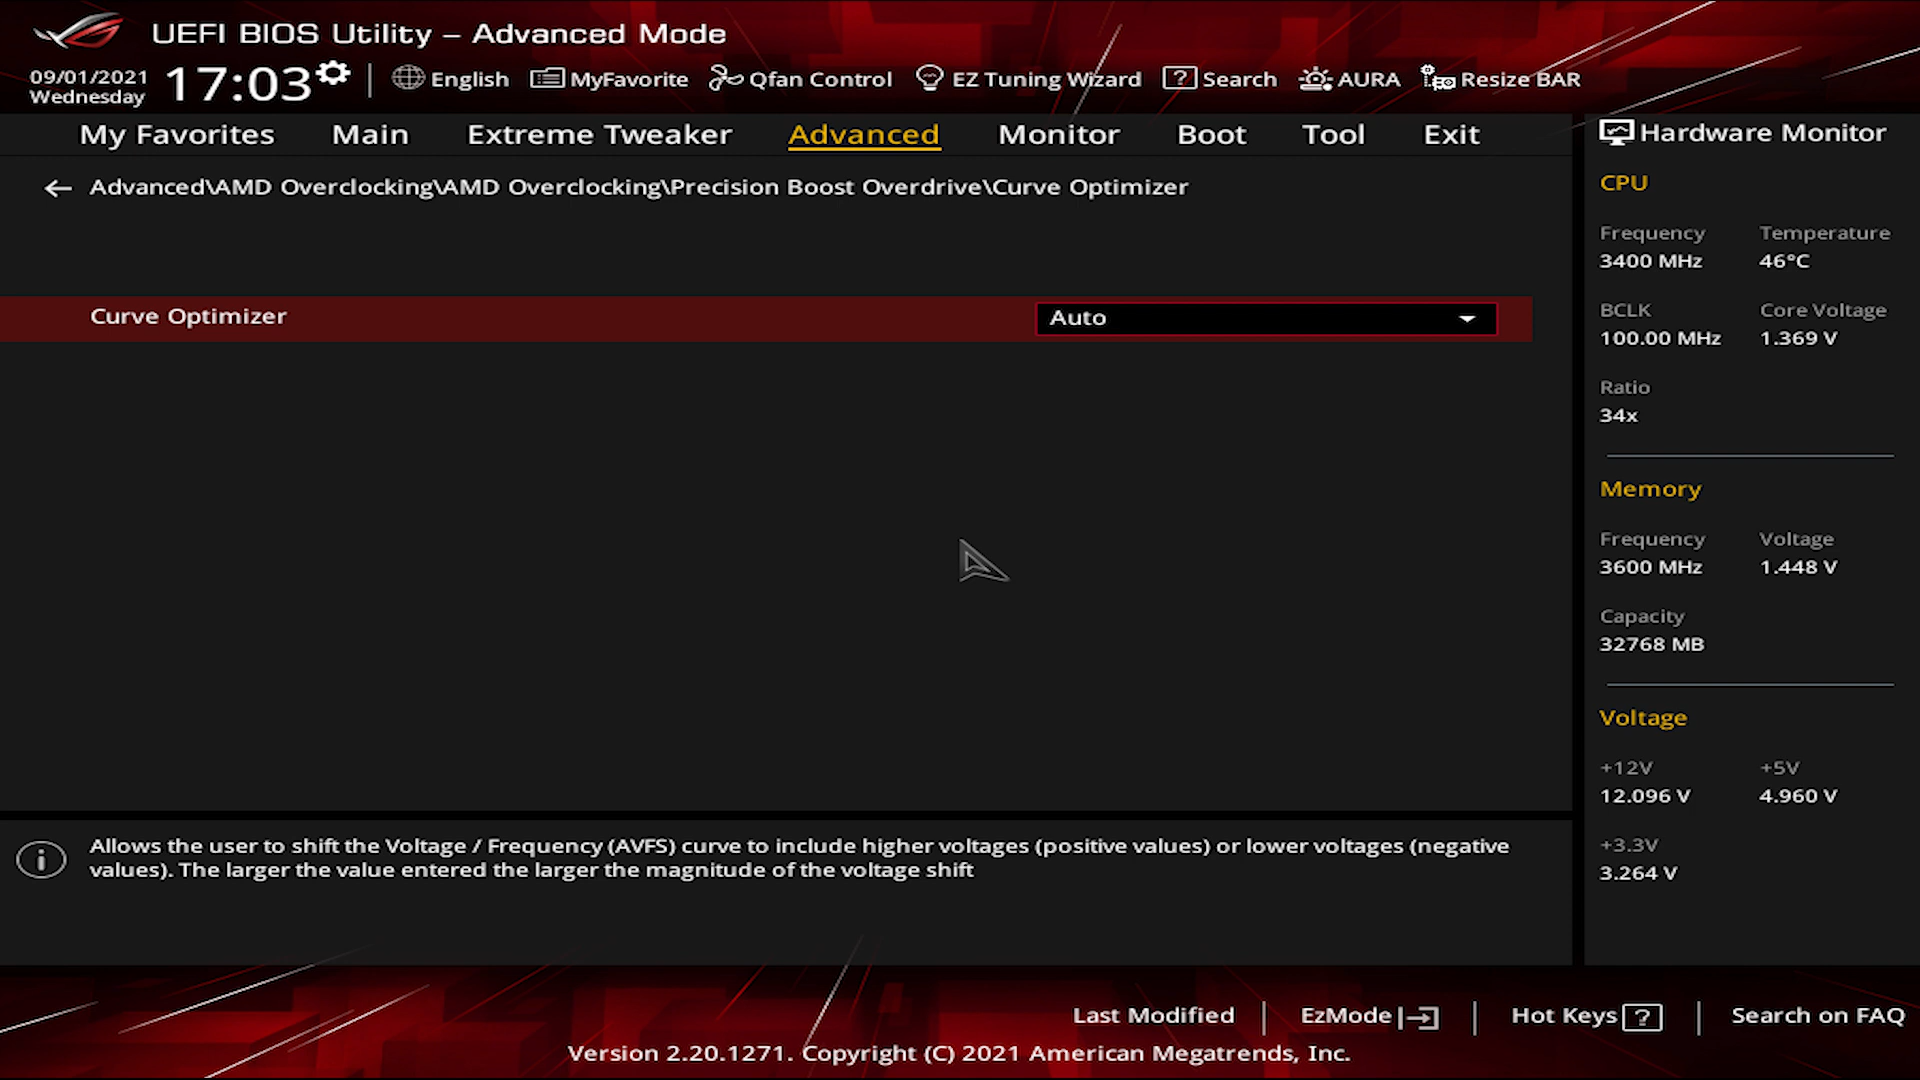 UEFI BIOS Utility – Advanced Mode
09/01/2021
Wednesday
17:03
English
MyFavorite
Qfan Control
EZ Tuning Wizard
? Search
AURA
Resize BAR
My Favorites
Main
Extreme Tweaker
Advanced
Monitor
Boot
Tool
Exit
Advanced\AMD Overclocking\AMD Overclocking\Precision Boost Overdrive\Curve Optimizer
Curve Optimizer
Auto
Allows the user to shift the Voltage / Frequency (AVFS) curve to include higher voltages (positive values) or lower voltages (negative
values). The larger the value entered the larger the magnitude of the voltage shift
Hardware Monitor
CPU
Frequency Temperature
3400 MHz 46°C
BCLK Core Voltage
100.00 MHz 1.369 V
Ratio
34x
Memory
Frequency Voltage
3600 MHz 1.448 V
Capacity
32768 MB
Voltage
+12V +5V
12.096 V 4.960 V
+3.3V
3.264 V
Last Modified
EzMode
Hot Keys ?
Search on FAQ
Version 2.20.1271. Copyright (C) 2021 American Megatrends, Inc.